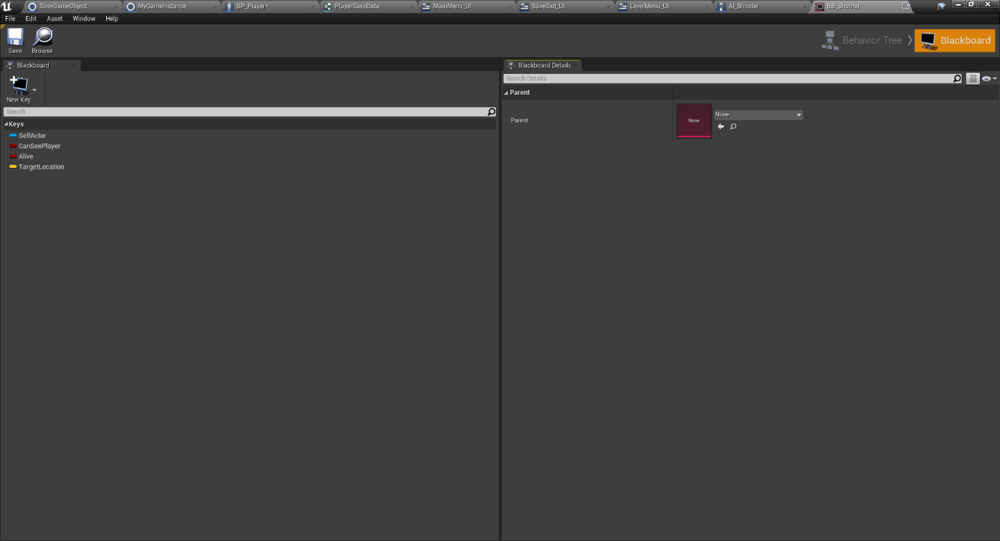 SaveGameObject
MyGameInstance
BP_Player*
PlayerSaveData
MainMenu_UI
SaveSlot_UI
LevelMenu_UI
AI_Shooter
BB_Shooter
File Edit Asset Window Help
Save Browse
Behavior Tree
Blackboard
Blackboard
New Key
Search
Keys
SelfActor
CanSeePlayer
Alive
TargetLocation
Blackboard Details
Search Details
Parent
Parent
None
None